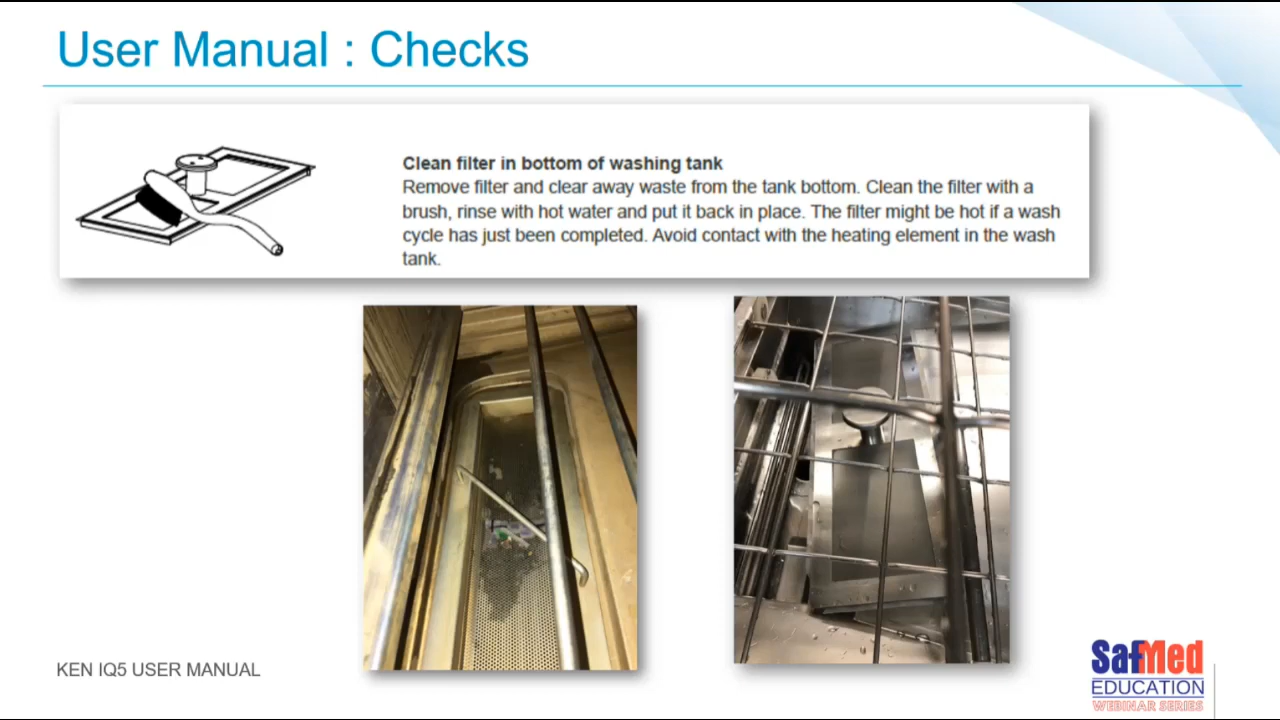 User Manual : Checks
Clean filter in bottom of washing tank
Remove filter and clear away waste from the tank bottom. Clean the filter with a
brush, rinse with hot water and put it back in place. The filter might be hot if a wash
cycle has just been completed. Avoid contact with the heating element in the wash
tank.
KEN IQ5 USER MANUAL
SafMed
EDUCATION
WEBINAR SERIES